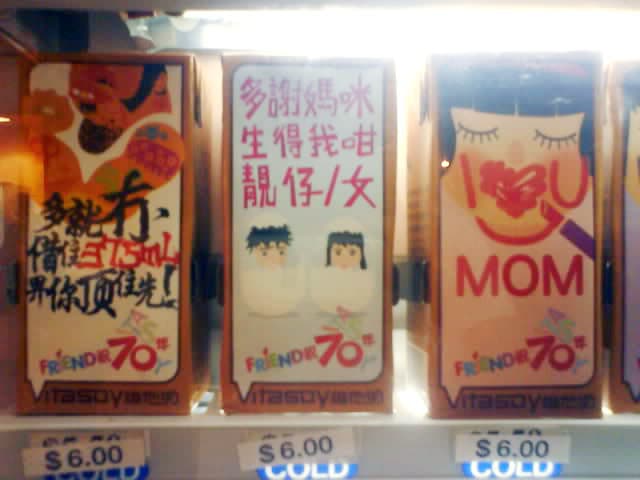 多就冇、
借住375mL
畀你頂住先!
FRIEND咗70年
Vitasoy維他奶
$6.00
COLD
多謝媽咪
生得我咁
靚仔/女
FRIEND咗70年
Vitasoy維他奶
$6.00
COLD
I U
MOM
FRIEND咗70年
Vitasoy維他奶
$6.00
COLD